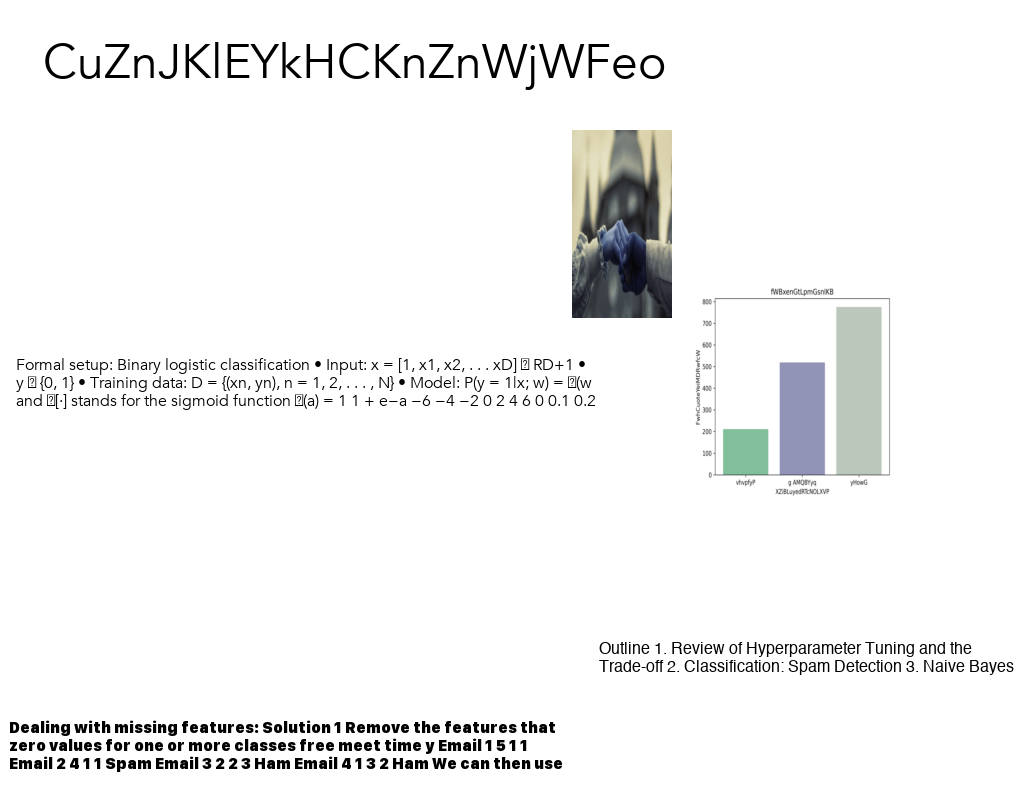 CuZnJKlEYkHCKnZnWjWFeo
fWBxenGtLpmGsnIKB
800
700
600
500
400
300
200
100
0
vhvpfyP
g AMQBYyq
yHowG
XZiBLuyedRTcNOLXVP
Formal setup: Binary logistic classification • Input: x = [1, x1, x2, . . . xD] RD+1 •
y {0, 1} • Training data: D = {(xn, yn), n = 1, 2, . . . , N} • Model: P(y = 1|x; w) = (w
and [·] stands for the sigmoid function (a) = 1 1 + e−a −6 −4 −2 0 2 4 6 0 0.1 0.2
Outline 1. Review of Hyperparameter Tuning and the
Trade-off 2. Classification: Spam Detection 3. Naive Bayes
Dealing with missing features: Solution 1 Remove the features that
zero values for one or more classes free meet time y Email 1 5 1 1
Email 2 4 1 1 Spam Email 3 2 2 3 Ham Email 4 1 3 2 Ham We can then use